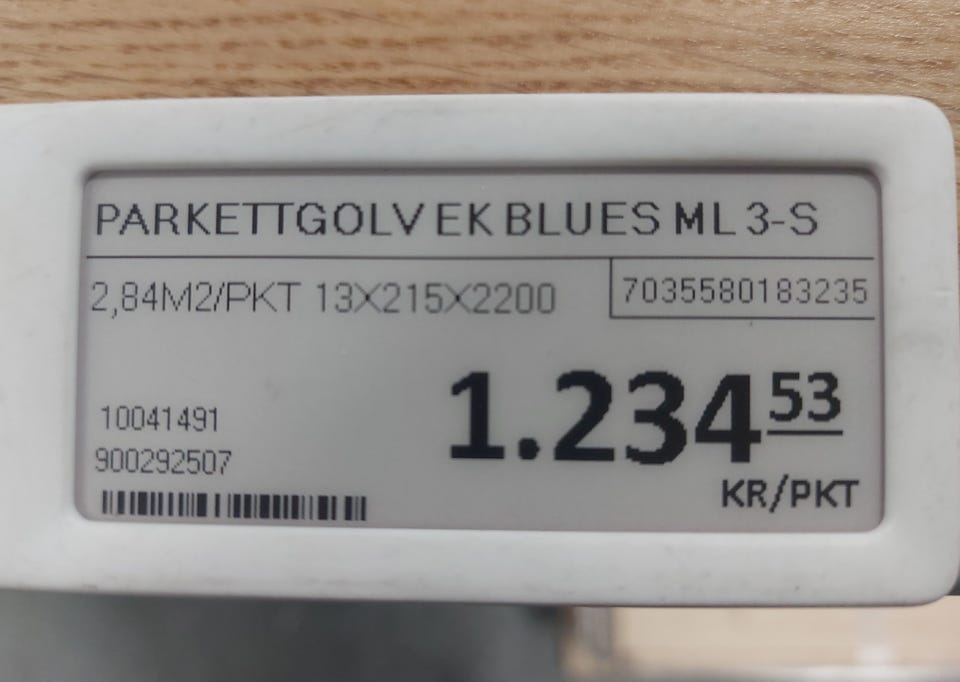 PARKETTGOLV EK BLUES ML 3-S
2,84M2/PKT 13X215X2200
7035580183235
1.234 53
KR/PKT
10041491
900292507